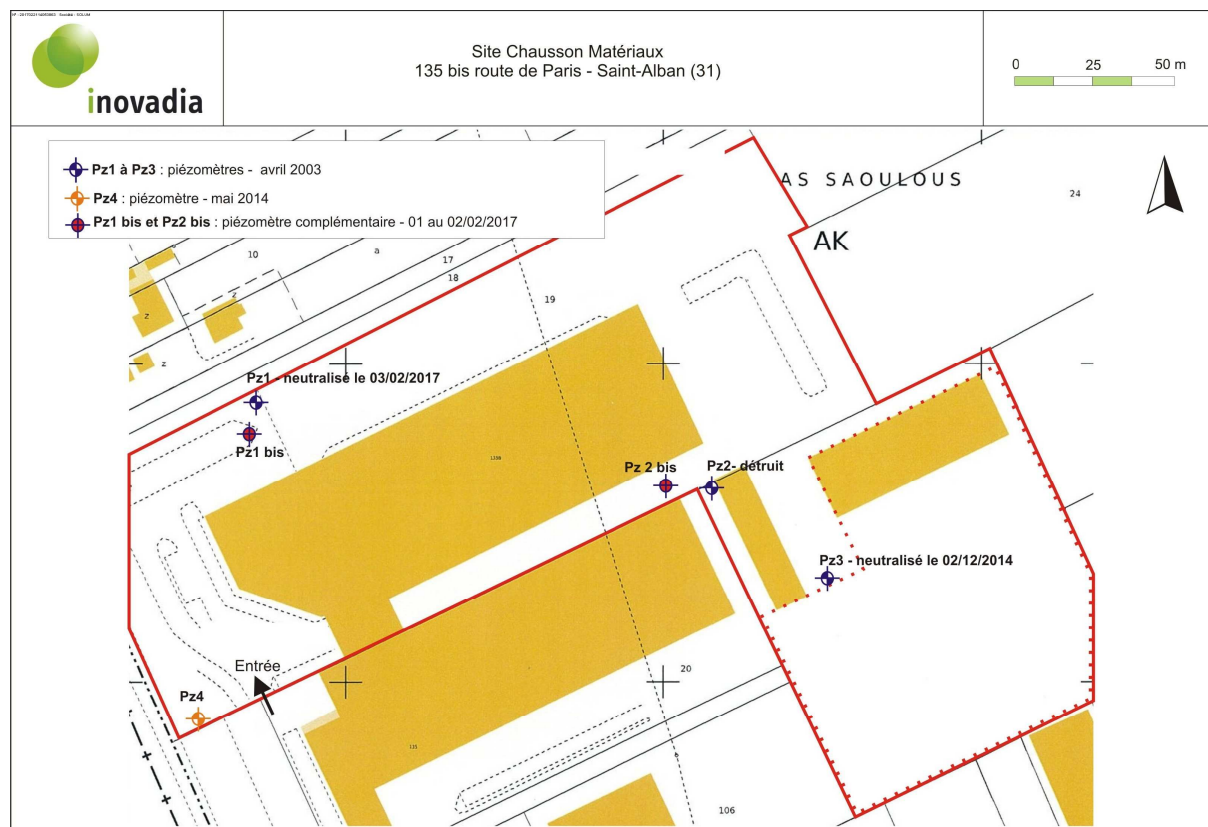 inovadia
Site Chausson Matériaux
135 bis route de Paris - Saint-Alban (31)
0 25 50 m
Pz1 à Pz3 : piézomètres - avril 2003
Pz4 : piézomètre - mai 2014
Pz1 bis et Pz2 bis : piézomètre complémentaire - 01 au 02/02/2017
AS SAOULOUS
24
AK
10
a
17
18
19
z
z
z
Pz1 - neutralisé le 03/02/2017
Pz1 bis
Pz 2 bis
Pz2- détruit
Pz3 - neutralisé le 02/12/2014
Entrée
Pz4
20
106